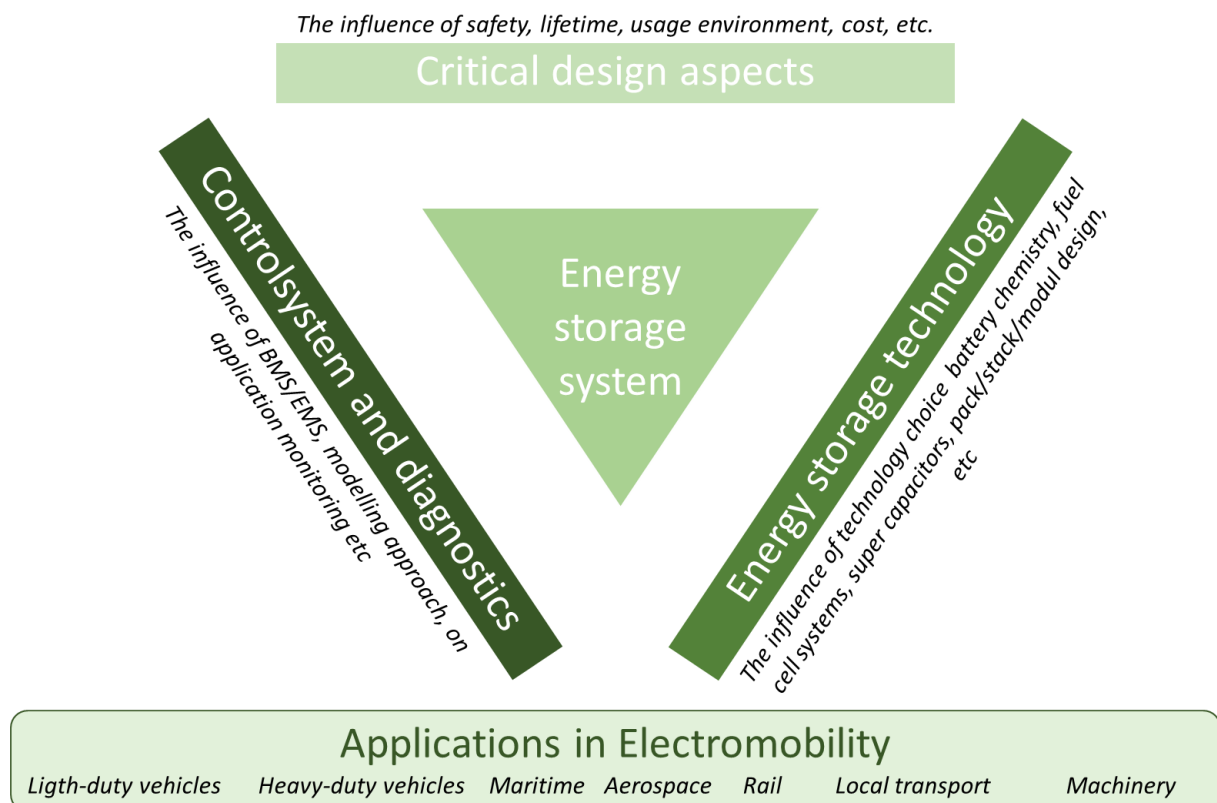 The influence of safety, lifetime, usage environment, cost, etc.
Critical design aspects
Controlsystem and diagnostics
The influence of BMS/EMS, modelling approach, on
application monitoring etc
Energy
storage
system
Energy storage technology
The influence of technology choice battery chemistry, fuel
cell systems, super capacitors, pack/stack/modul design,
etc
Applications in Electromobility
Ligth-duty vehicles Heavy-duty vehicles Maritime Aerospace Rail Local transport Machinery